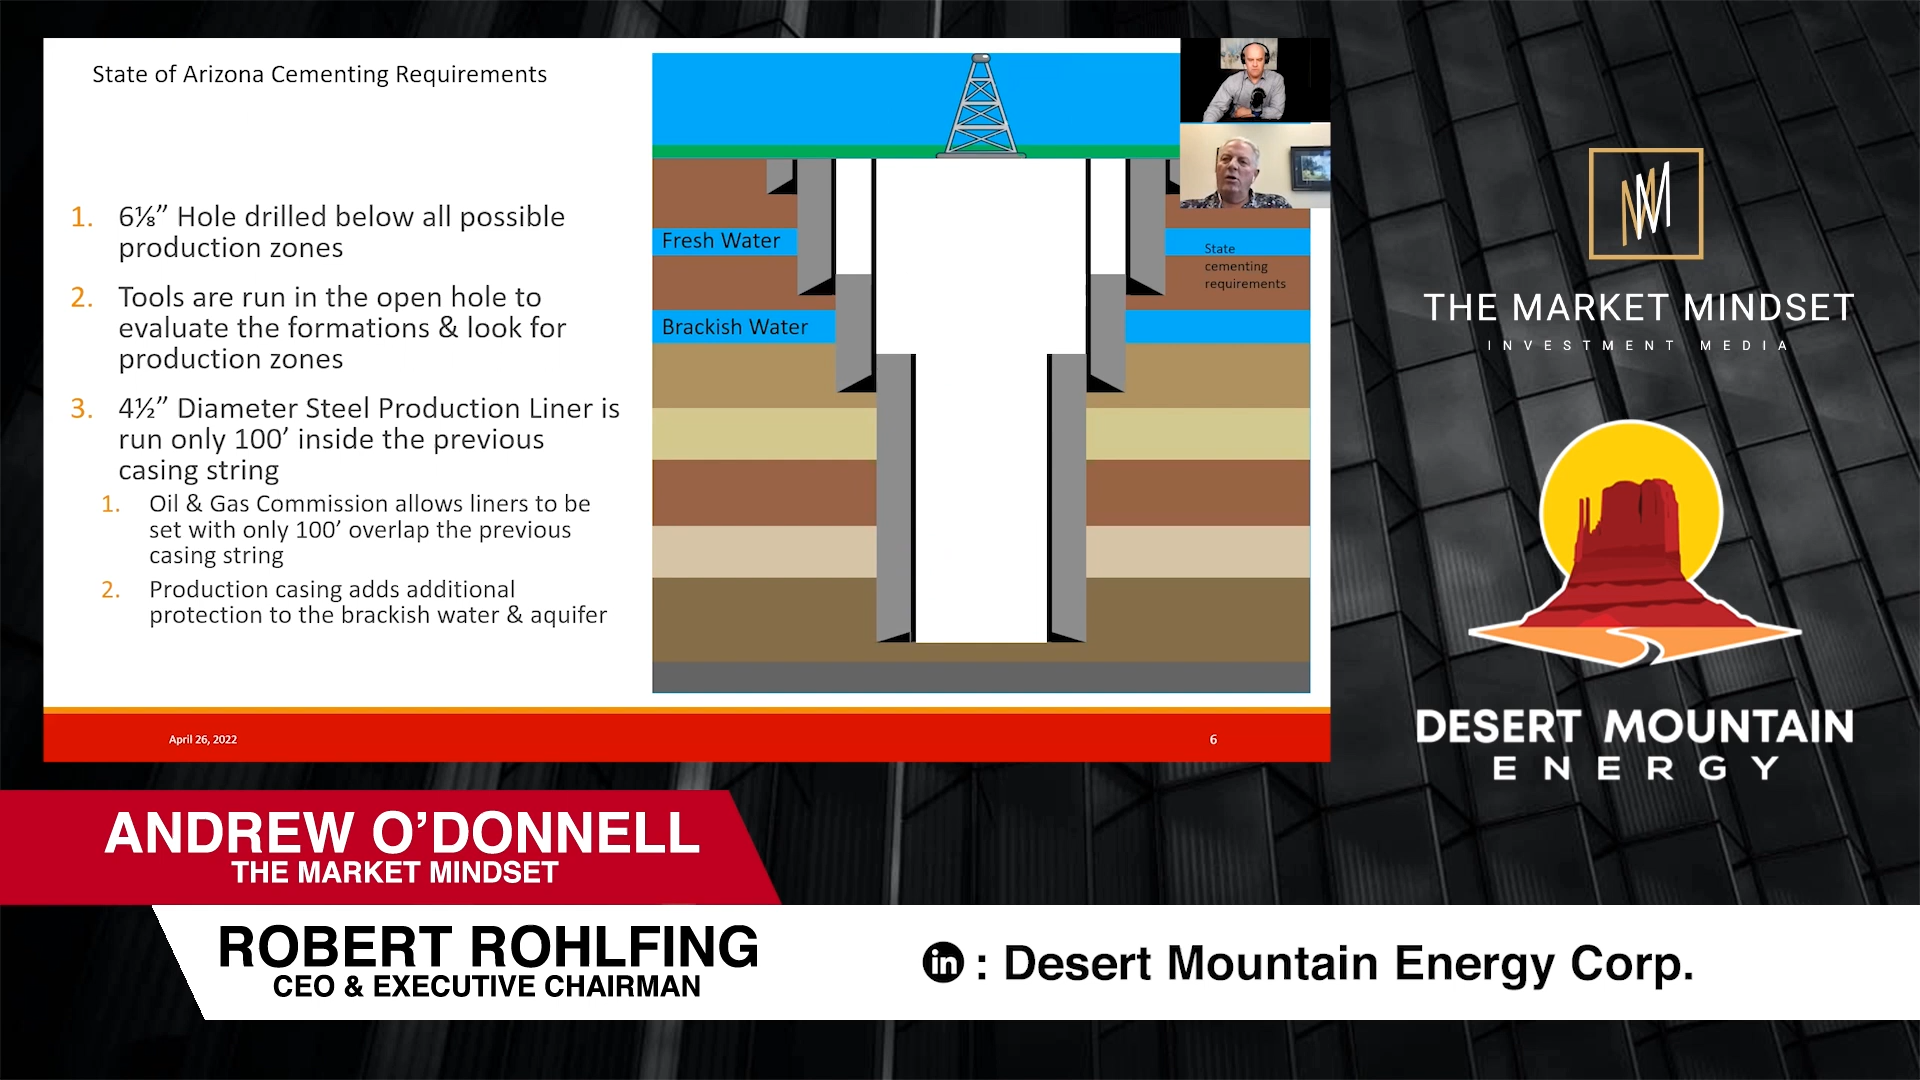 State of Arizona Cementing Requirements
1. 6⅛” Hole drilled below all possible
production zones
2. Tools are run in the open hole to
evaluate the formations & look for
production zones
3. 4½” Diameter Steel Production Liner is
run only 100’ inside the previous
casing string
1. Oil & Gas Commission allows liners to be
set with only 100’ overlap the previous
casing string
2. Production casing adds additional
protection to the brackish water & aquifer
Fresh Water
Brackish Water
State
cementing
requirements
April 26, 2022
6
THE MARKET MINDSET
INVESTMENT MEDIA
DESERT MOUNTAIN
ENERGY
ANDREW O’DONNELL
THE MARKET MINDSET
ROBERT ROHLFING
CEO & EXECUTIVE CHAIRMAN
in : Desert Mountain Energy Corp.